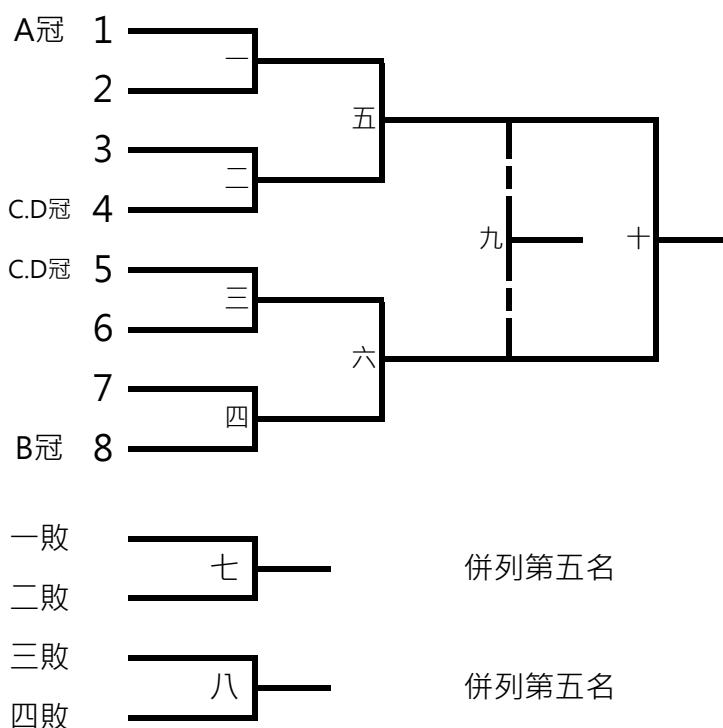 A冠 1
一
2
五
3
二
C.D冠 4
九
十
C.D冠 5
三
6
六
7
四
B冠 8
一敗
七 併列第五名
二敗
三敗
八 併列第五名
四敗